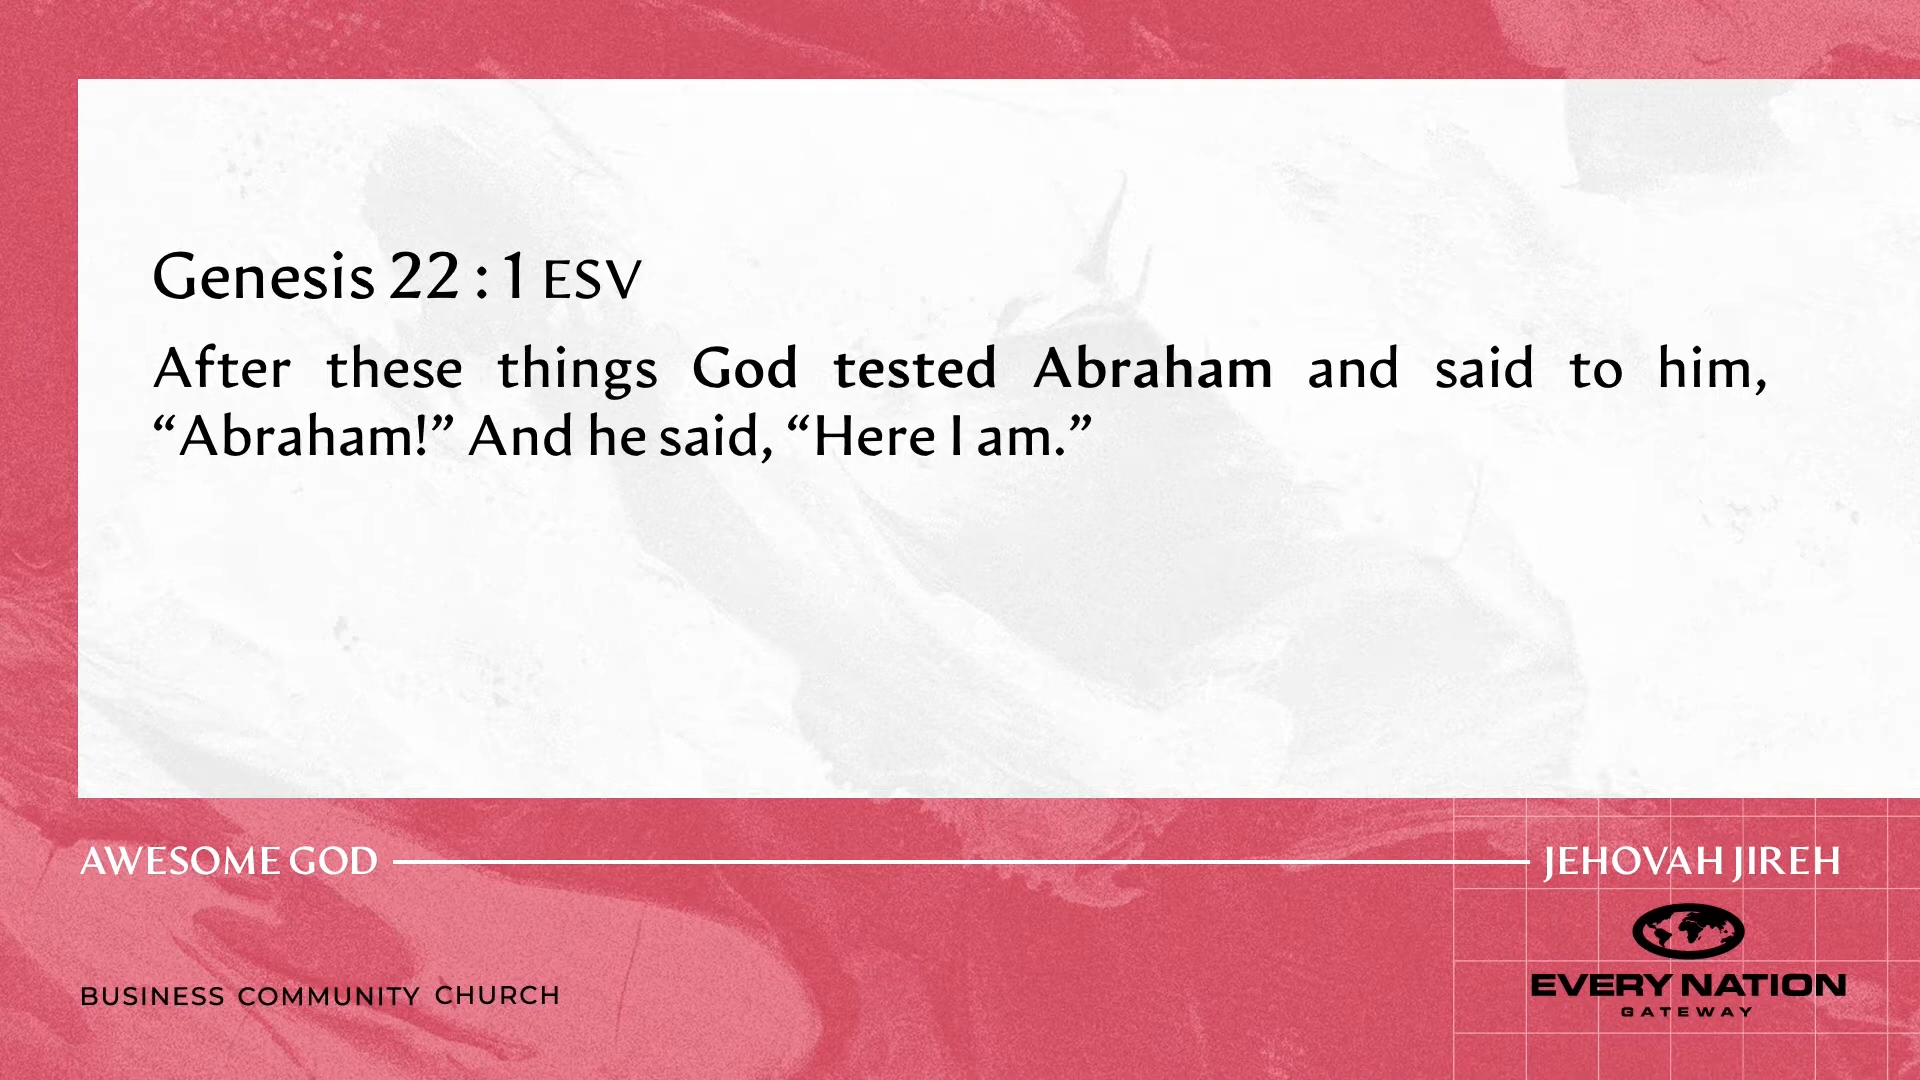 Genesis 22 : 1 ESV
After these things God tested Abraham and said to him,
“Abraham!” And he said, “Here I am.”
AWESOME GOD
JEHOVAH JIREH
BUSINESS COMMUNITY CHURCH
EVERY NATION
GATEWAY